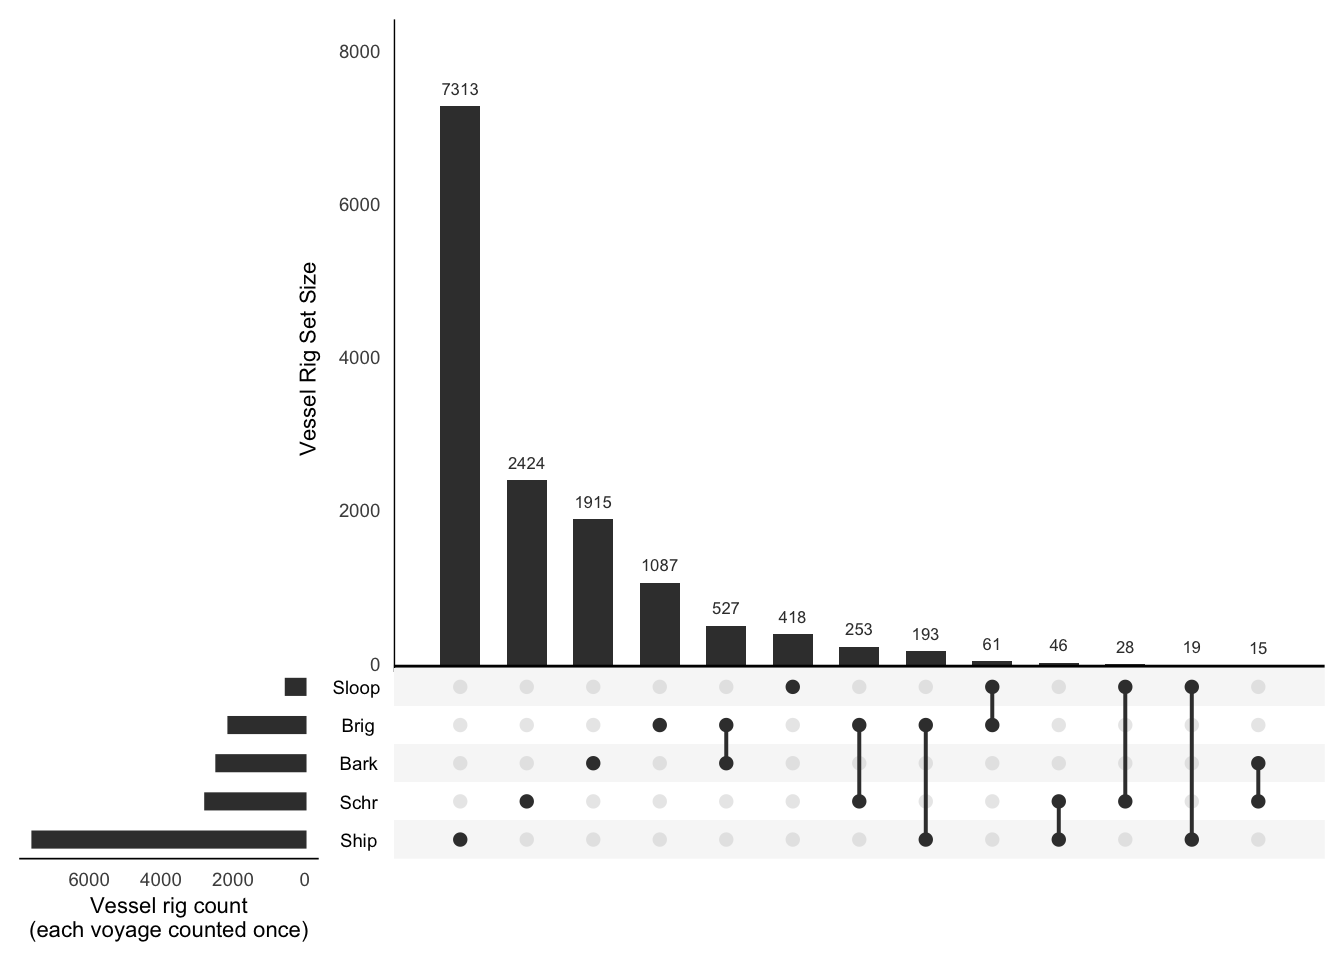 8000
7313
6000
Vessel Rig Set Size
4000
2424
2000
1915
1087
527
418
253
193
61
46
28
19
15
0
Sloop
Brig
Bark
Schr
Ship
6000 4000 2000 0
Vessel rig count
(each voyage counted once)